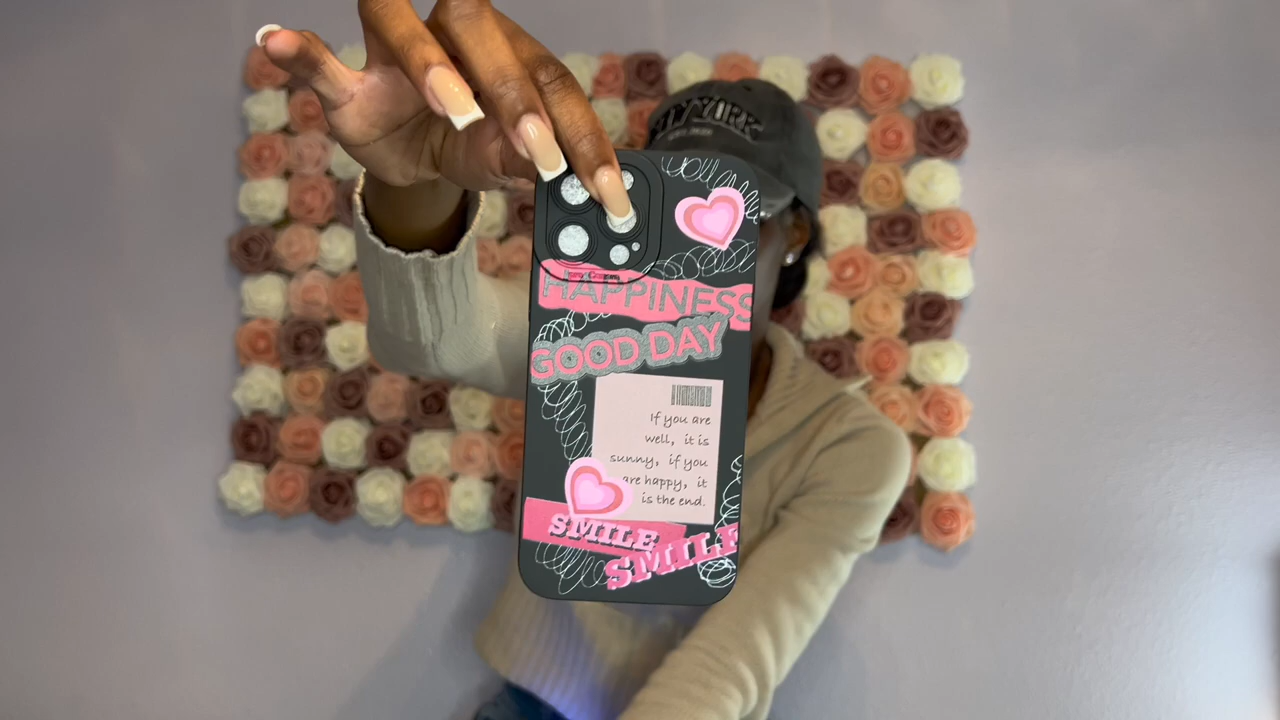 HAPPINESS
GOOD DAY
If you are
well, it is
sunny, if you
are happy, it
is the end.
SMILE
SMILE